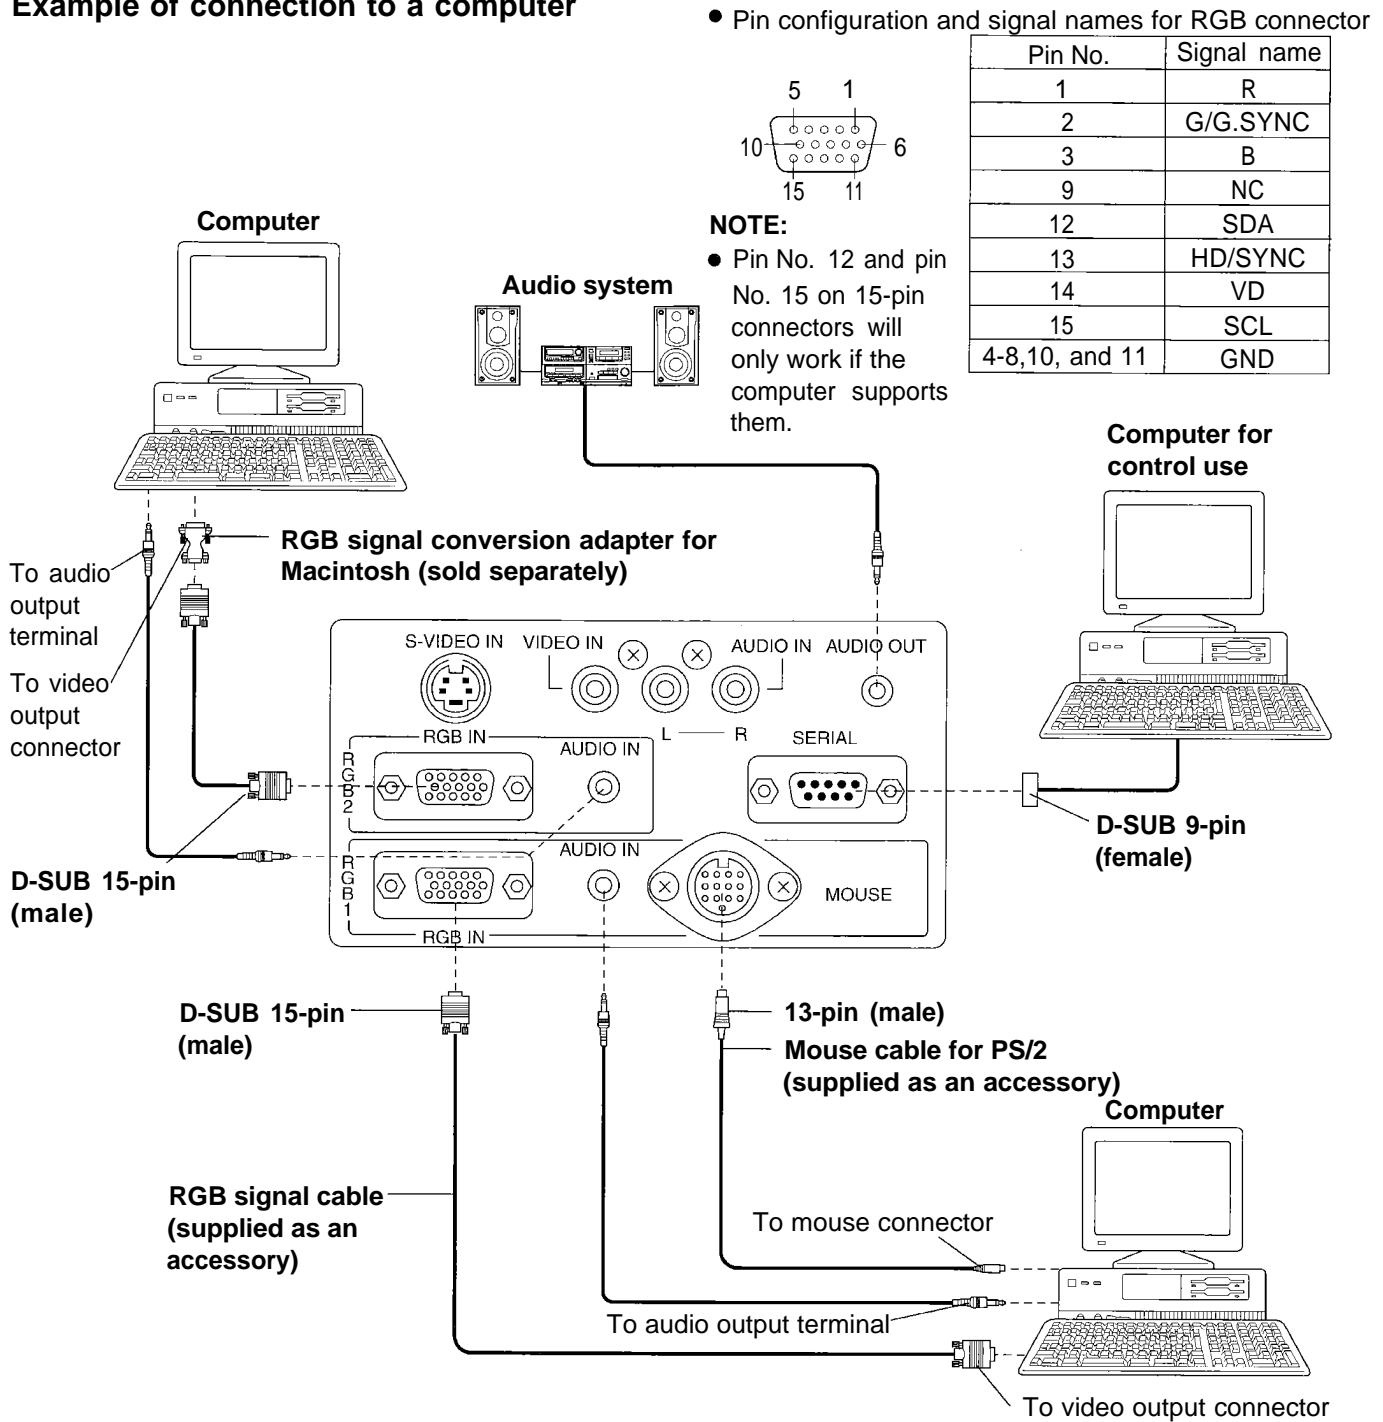 Example of connection to a computer
● Pin configuration and signal names for RGB connector
Pin No. Signal name
1 R
2 G/G.SYNC
3 B
9 NC
12 SDA
13 HD/SYNC
14 VD
15 SCL
4-8,10, and 11 GND
5 1
10 6
15 11
NOTE:
● Pin No. 12 and pin
No. 15 on 15-pin
connectors will
only work if the
computer supports
them.
Computer
Audio system
Computer for
control use
RGB signal conversion adapter for
Macintosh (sold separately)
To audio
output
terminal
To video
output
connector
S-VIDEO IN VIDEO IN AUDIO IN AUDIO OUT
L R
RGB IN AUDIO IN SERIAL
RGB2
D-SUB 9-pin
(female)
D-SUB 15-pin
(male)
AUDIO IN
RGB1
MOUSE
RGB IN
D-SUB 15-pin
(male)
13-pin (male)
Mouse cable for PS/2
(supplied as an accessory)
Computer
RGB signal cable
(supplied as an
accessory)
To mouse connector
To audio output terminal
To video output connector